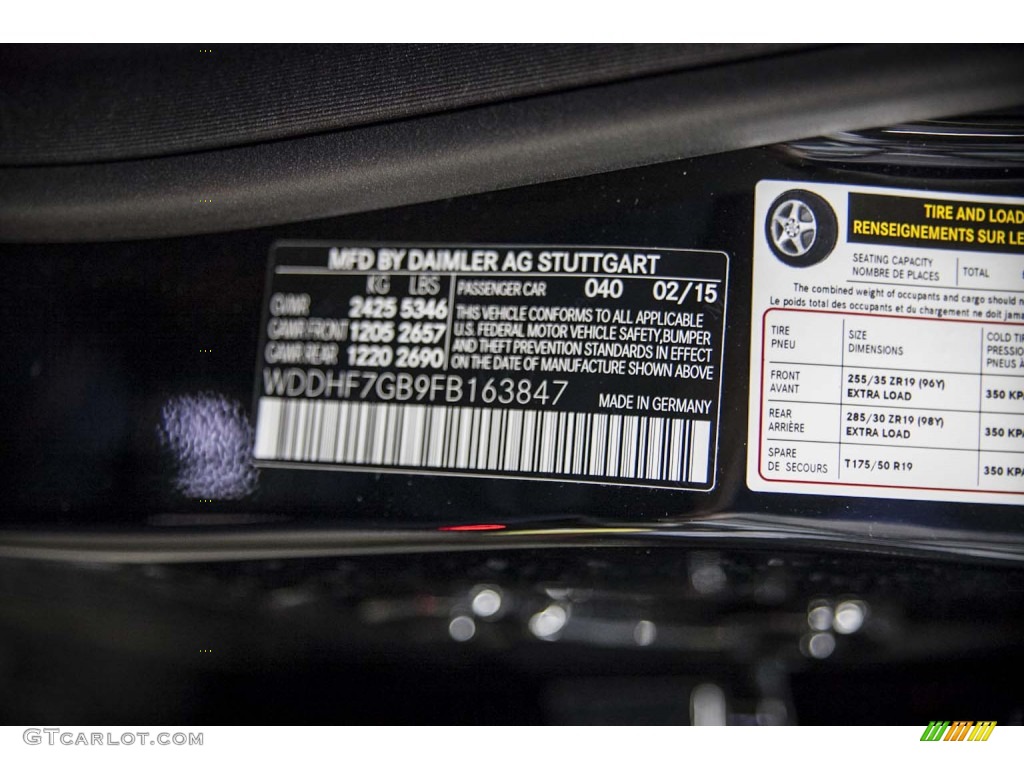 MFD BY DAIMLER AG STUTTGART
KG LBS
GVWR 2425 5346
GAWR FRONT 1205 2657
GAWR REAR 1220 2690
PASSENGER CAR 040 02/15
THIS VEHICLE CONFORMS TO ALL APPLICABLE
U.S. FEDERAL MOTOR VEHICLE SAFETY,BUMPER
AND THEFT PREVENTION STANDARDS IN EFFECT
ON THE DATE OF MANUFACTURE SHOWN ABOVE
WDDHF7GB9FB163847
MADE IN GERMANY
TIRE AND LOAD
RENSEIGNEMENTS SUR LE
SEATING CAPACITY
NOMBRE DE PLACES
TOTAL
The combined weight of occupants and cargo should n
Le poids total des occupants et du chargement ne doit jama
TIRE
PNEU
SIZE
DIMENSIONS
COLD TI
PRESSIO
PNEUS À
FRONT
AVANT
255/35 ZR19 (96Y)
EXTRA LOAD
350 KPA
REAR
ARRIÈRE
285/30 ZR19 (98Y)
EXTRA LOAD
350 KPA
SPARE
DE SECOURS
T175/50 R19
350 KPA
GTCARLOT.COM